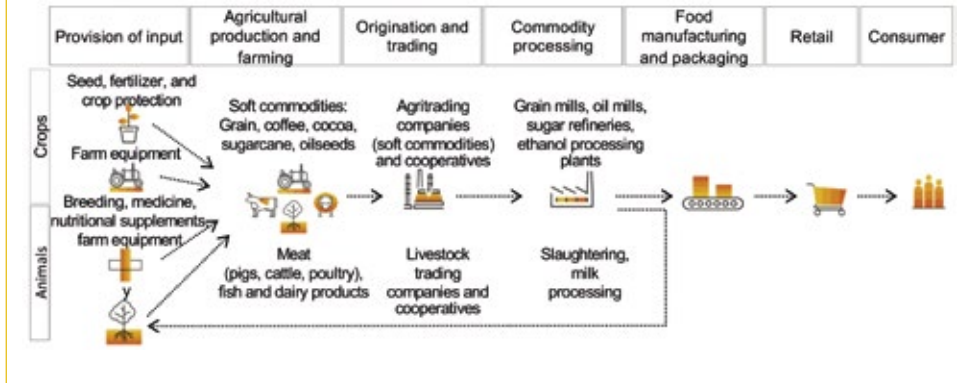 Provision of input
Agricultural
production and
farming
Origination and
trading
Commodity
processing
Food
manufacturing
and packaging
Retail
Consumer
Crops
Seed, fertilizer, and
crop protection
Farm equipment
Soft commodities:
Grain, coffee, cocoa,
sugarcane, oilseeds
Agritrading
companies
(soft commodities)
and cooperatives
Grain mills, oil mills,
sugar refineries,
ethanol processing
plants
Animals
Breeding, medicine,
nutritional supplements,
farm equipment
y
Meat
(pigs, cattle, poultry),
fish and dairy products
Livestock
trading
companies and
cooperatives
Slaughtering,
milk
processing